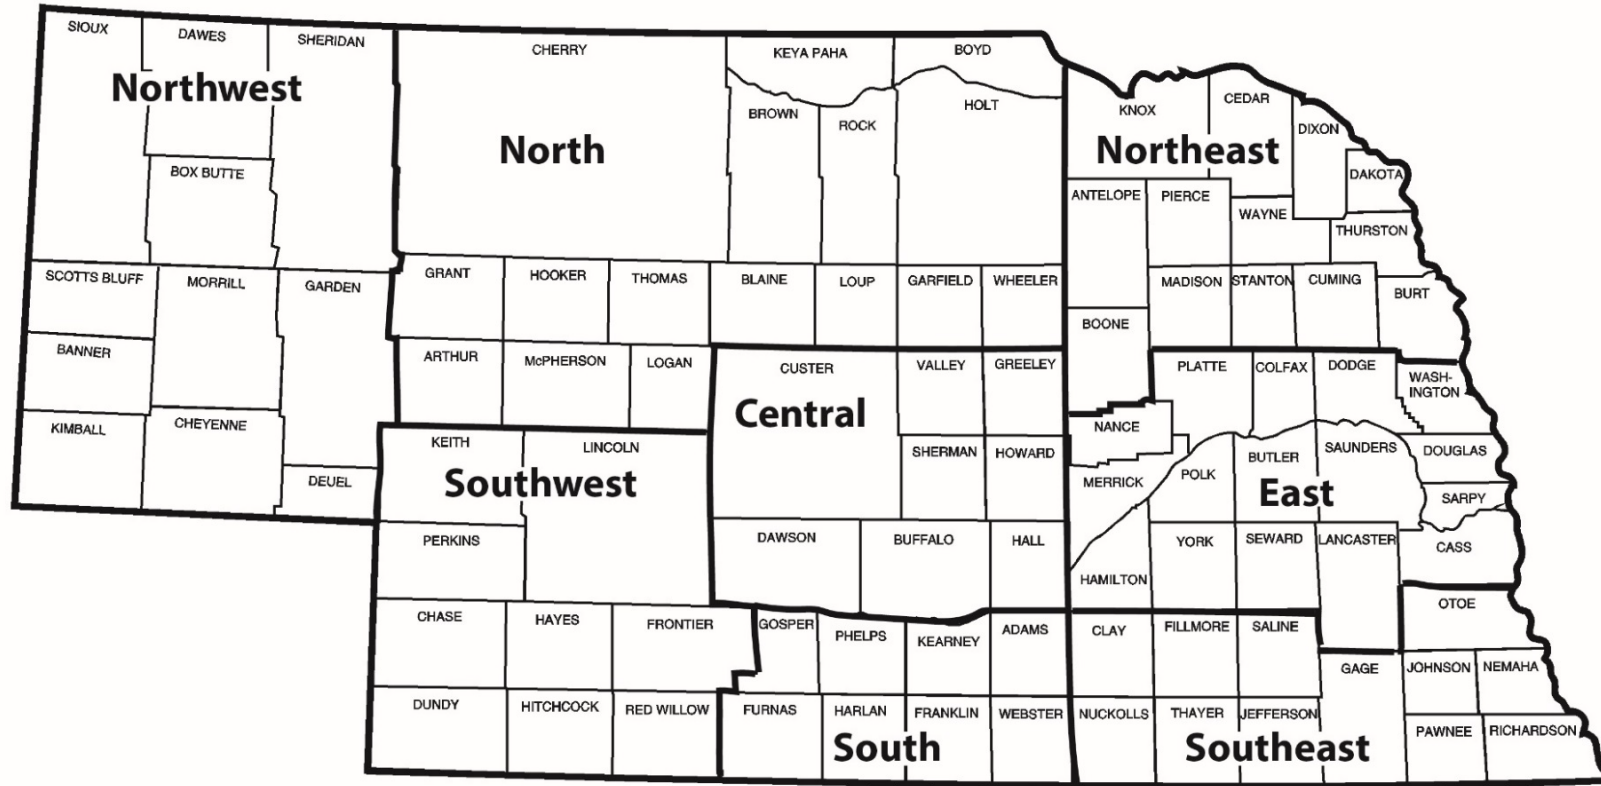 SIOUX
DAWES
SHERIDAN
Northwest
BOX BUTTE
SCOTTS BLUFF
MORRILL
GARDEN
BANNER
KIMBALL
CHEYENNE
DEUEL
CHERRY
KEYA PAHA
BOYD
North
BROWN
ROCK
HOLT
GRANT
HOOKER
THOMAS
BLAINE
LOUP
GARFIELD
WHEELER
ARTHUR
McPHERSON
LOGAN
KNOX
CEDAR
DIXON
Northeast
DAKOTA
ANTELOPE
PIERCE
WAYNE
THURSTON
MADISON
STANTON
CUMING
BURT
BOONE
CUSTER
VALLEY
GREELEY
Central
SHERMAN
HOWARD
DAWSON
BUFFALO
HALL
PLATTE
COLFAX
DODGE
WASH-
INGTON
NANCE
MERRICK
POLK
BUTLER
SAUNDERS
DOUGLAS
East
SARPY
YORK
SEWARD
LANCASTER
CASS
HAMILTON
KEITH
LINCOLN
Southwest
PERKINS
CHASE
HAYES
FRONTIER
DUNDY
HITCHCOCK
RED WILLOW
GOSPER
PHELPS
KEARNEY
ADAMS
FURNAS
HARLAN
FRANKLIN
WEBSTER
South
CLAY
FILLMORE
SALINE
OTOE
GAGE
JOHNSON
NEMAHA
NUCKOLLS
THAYER
JEFFERSON
PAWNEE
RICHARDSON
Southeast